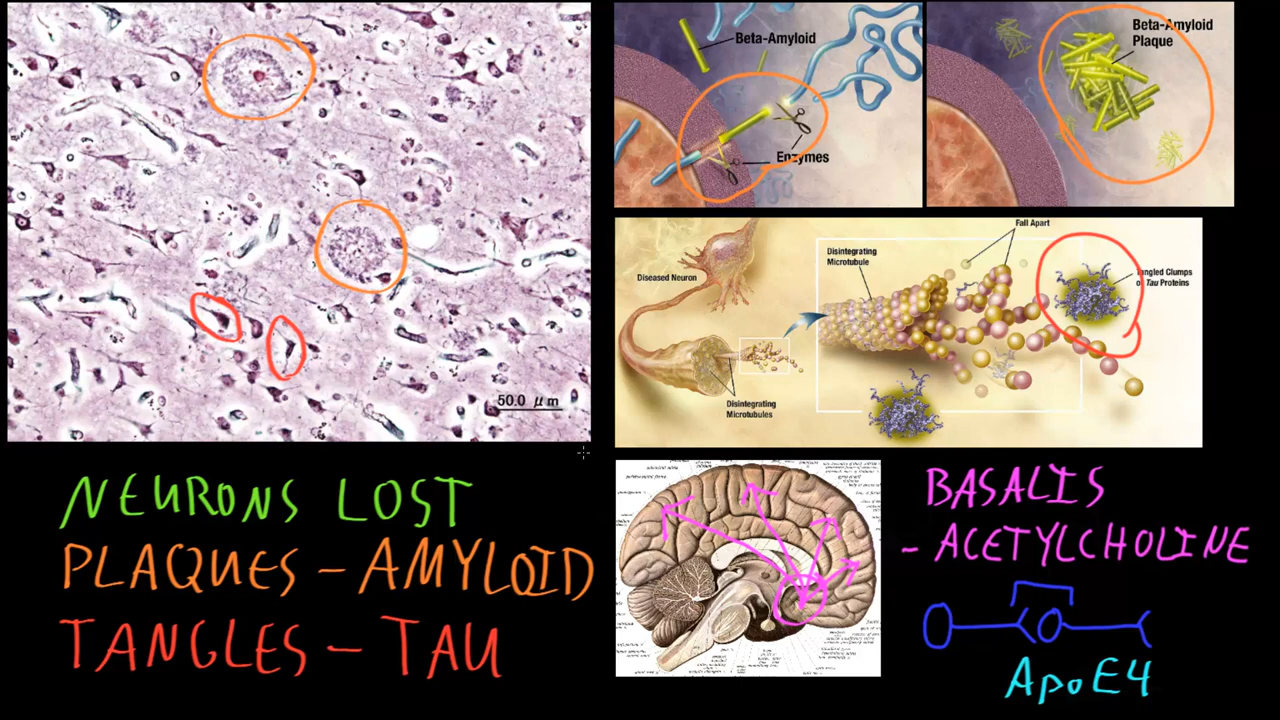 50.0 μm
Beta-Amyloid
Enzymes
Beta-Amyloid
Plaque
Diseased Neuron
Disintegrating
Microtubules
Disintegrating
Microtubule
Fall Apart
Tangled Clumps
of Tau Proteins
NEURONS LOST
PLAQUES - AMYLOID
TANGLES - TAU
BASALIS
- ACETYLCHOLINE
ApoE4